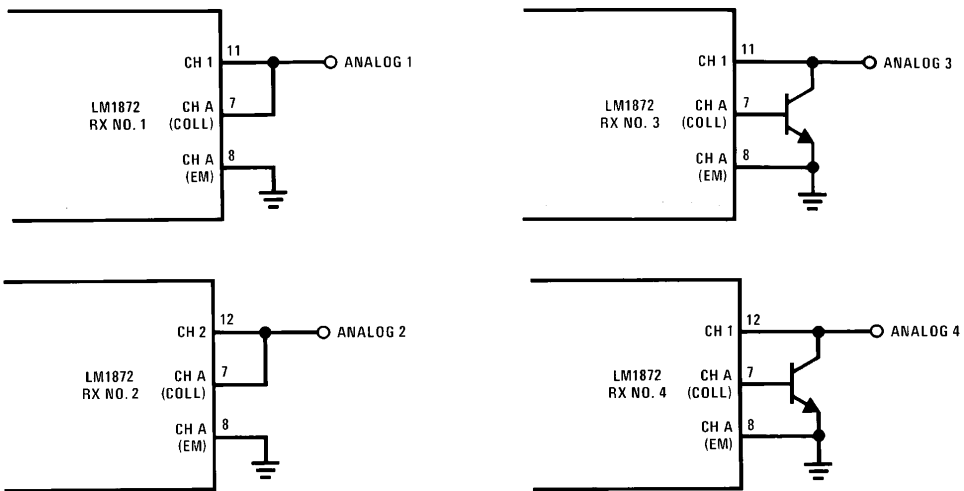 CH 1
11
ANALOG 1
LM1872
RX NO. 1
CH A
(COLL)
7
CH A
(EM)
8
CH 1
11
ANALOG 3
LM1872
RX NO. 3
CH A
(COLL)
7
CH A
(EM)
8
CH 2
12
ANALOG 2
LM1872
RX NO. 2
CH A
(COLL)
7
CH A
(EM)
8
CH 1
12
ANALOG 4
LM1872
RX NO. 4
CH A
(COLL)
7
CH A
(EM)
8